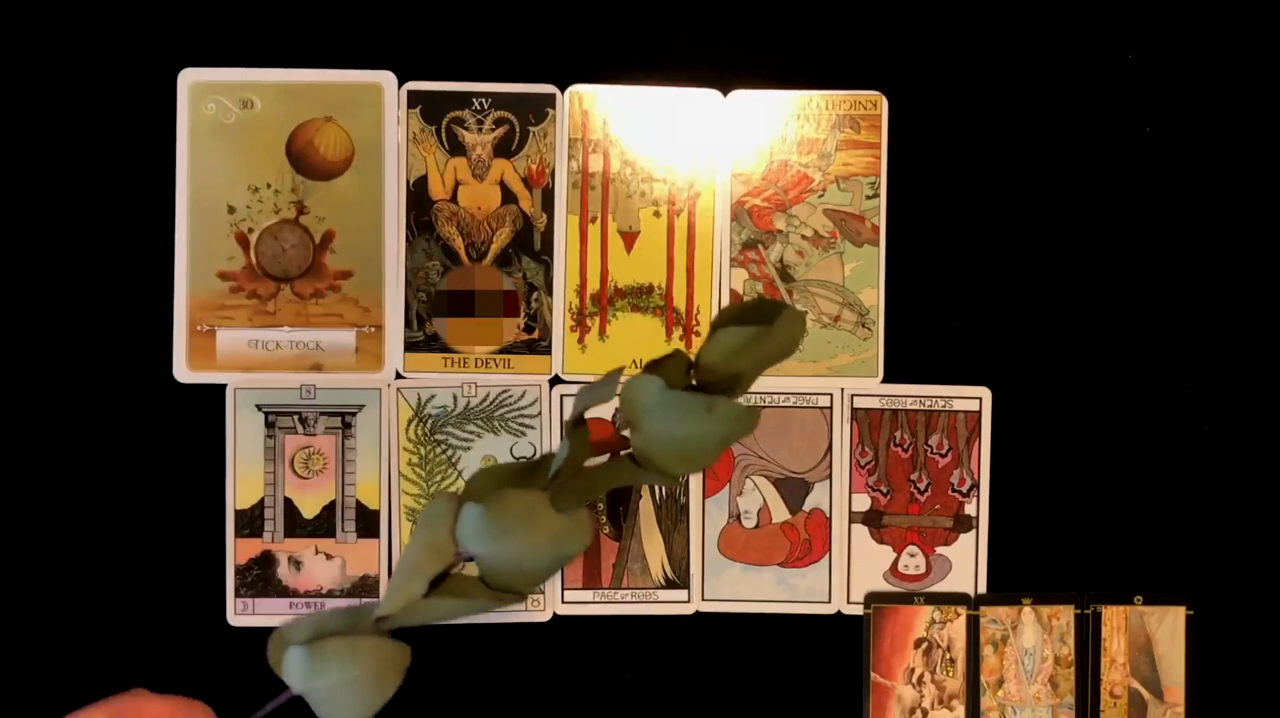 30
TICK-TOCK
XV
THE DEVIL
KNIGHT OF
8
POWER
2
PAGE OF RODS
PAGE OF PENTA
SEVEN OF RODS
XX